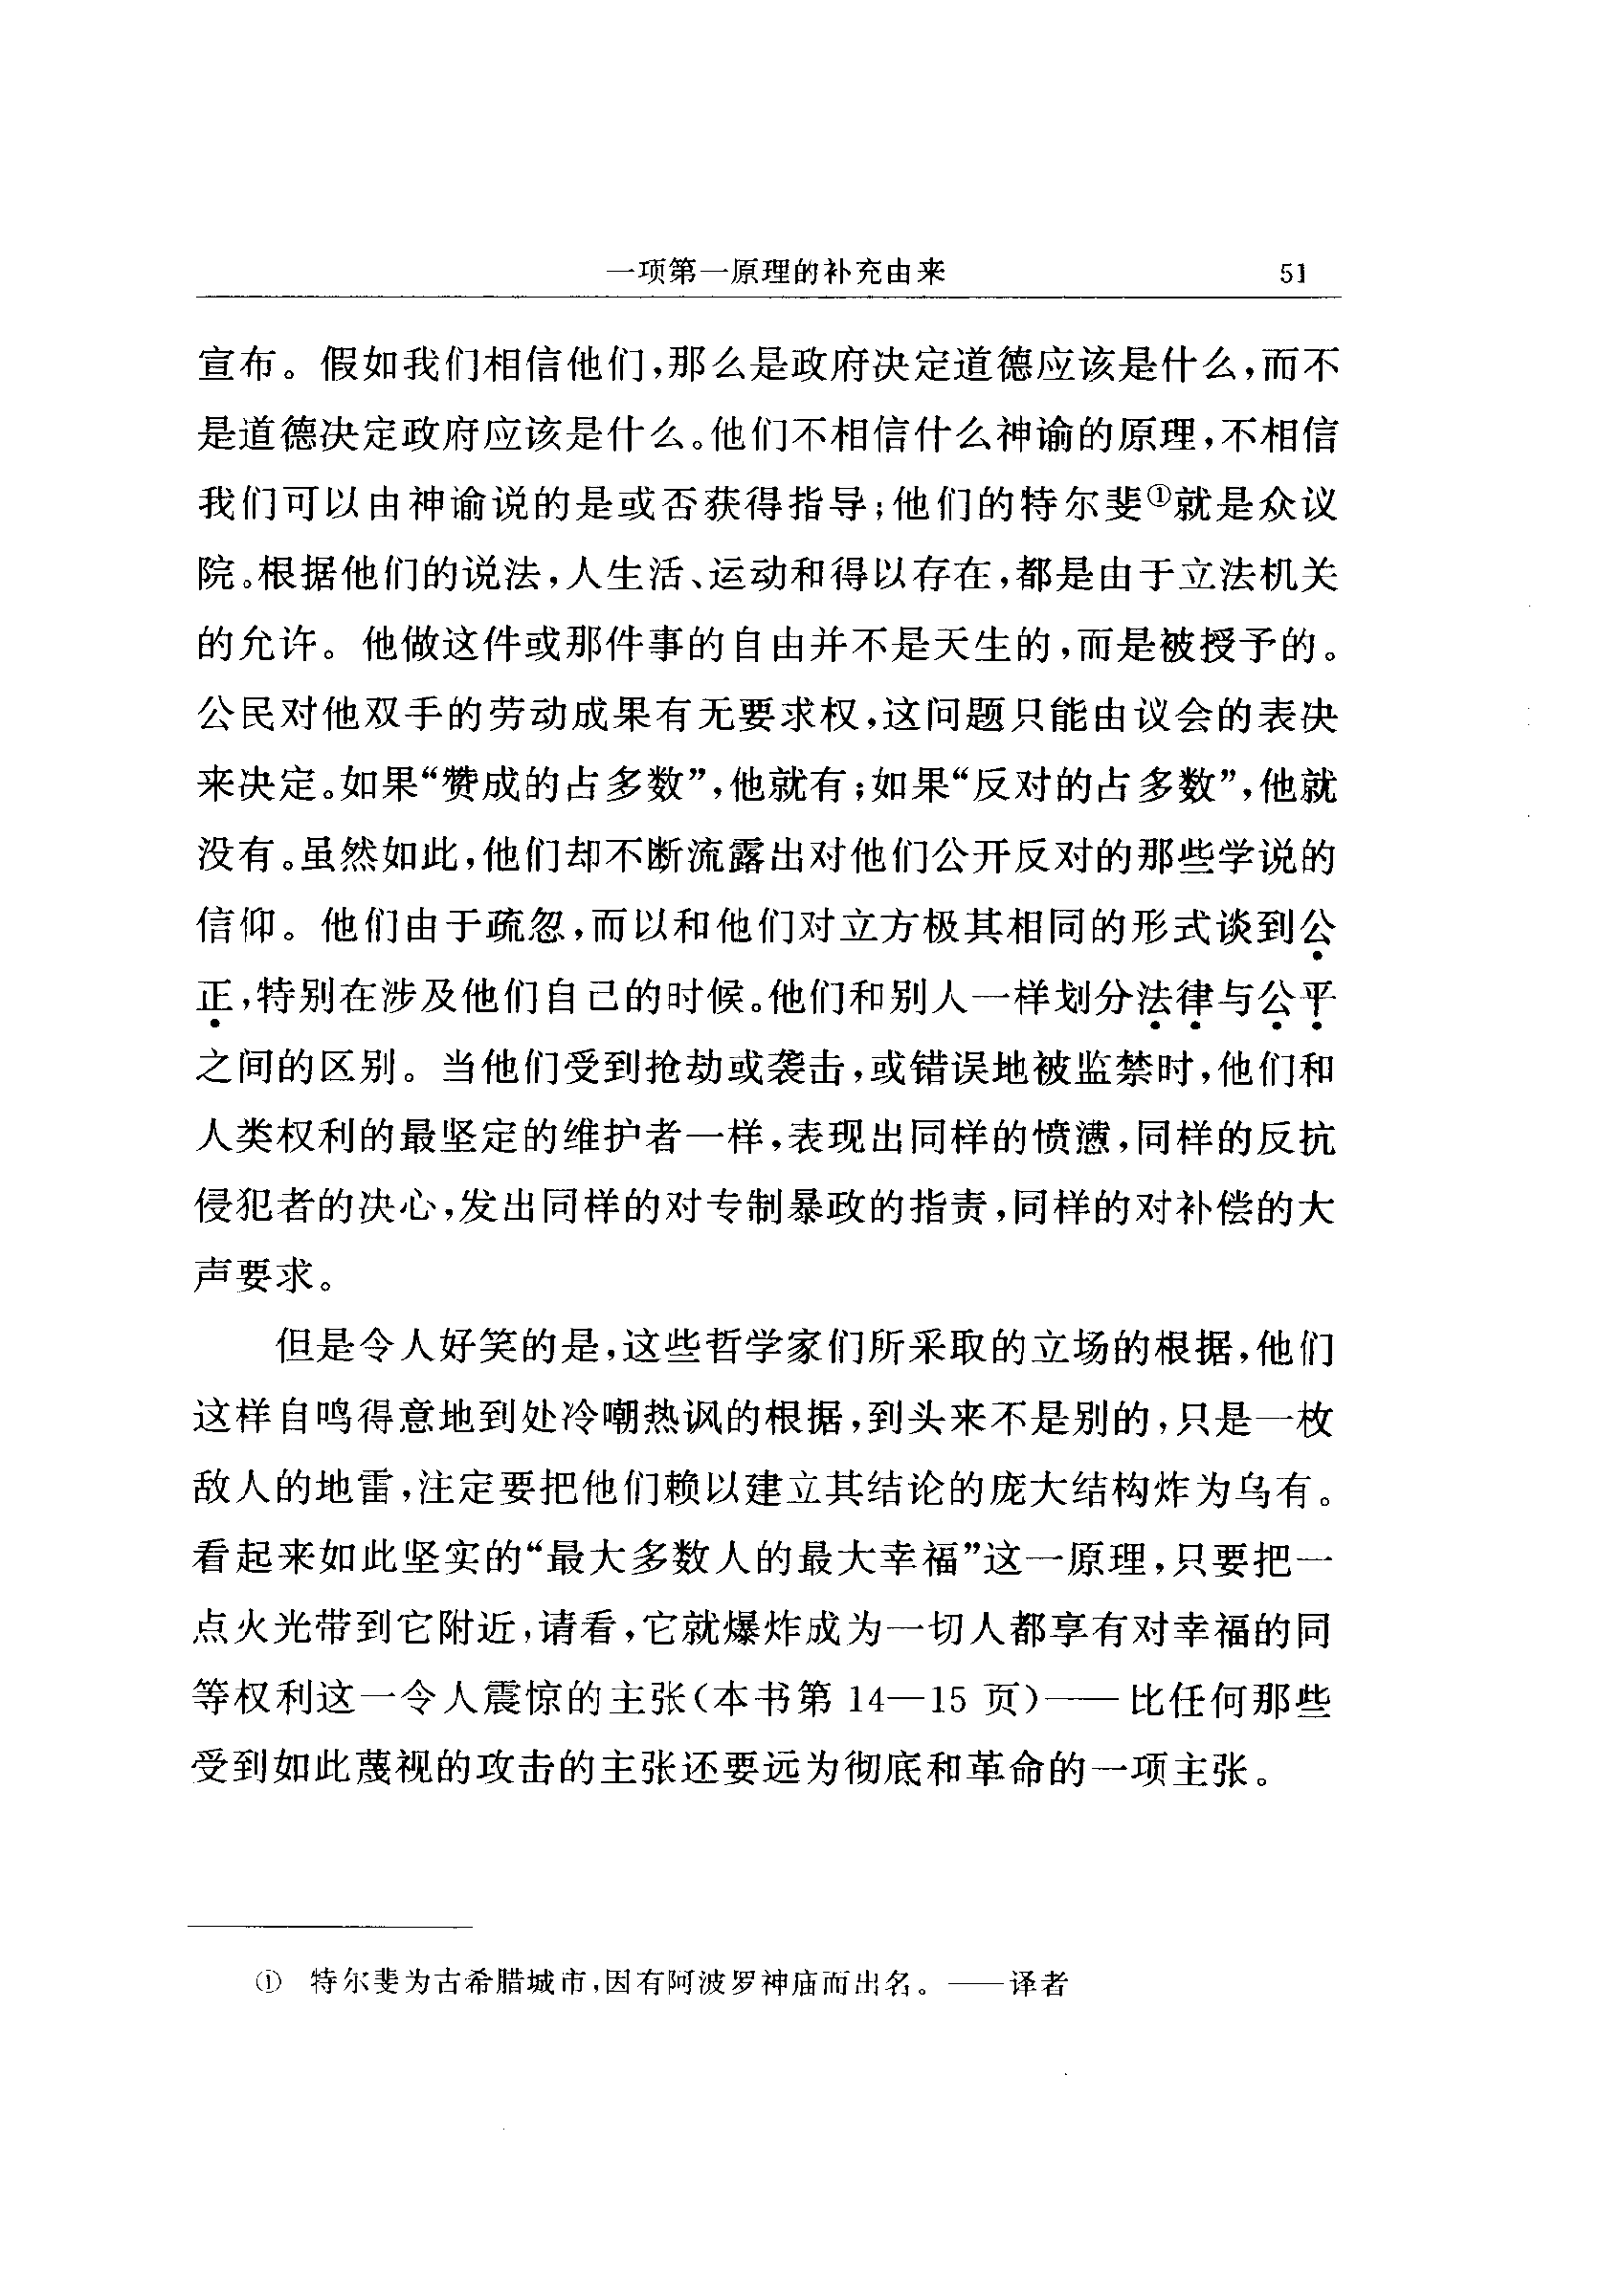 一项第一原理的补充由来 51
宣布。假如我们相信他们，那么是政府决定道德应该是什么，而不
是道德决定政府应该是什么。他们不相信什么神谕的原理，不相信
我们可以由神谕说的是或否获得指导；他们的特尔斐①就是众议
院。根据他们的说法，人生活、运动和得以存在，都是由于立法机关
的允许。他做这件或那件事的自由并不是天生的，而是被授予的。
公民对他双手的劳动成果有无要求权，这问题只能由议会的表决
来决定。如果“赞成的占多数”，他就有；如果“反对的占多数”，他就
没有。虽然如此，他们却不断流露出对他们公开反对的那些学说的
信仰。他们由于疏忽，而以和他们对立方极其相同的形式谈到公
正，特别在涉及他们自己的时候。他们和别人一样划分法律与公平
之间的区别。当他们受到抢劫或袭击，或错误地被监禁时，他们和
人类权利的最坚定的维护者一样，表现出同样的愤懑，同样的反抗
侵犯者的决心，发出同样的对专制暴政的指责，同样的对补偿的大
声要求。
但是令人好笑的是，这些哲学家们所采取的立场的根据，他们
这样自鸣得意地到处冷嘲热讽的根据，到头来不是别的，只是一枚
敌人的地雷，注定要把他们赖以建立其结论的庞大结构炸为乌有。
看起来如此坚实的“最大多数人的最大幸福”这一原理，只要把一
点火光带到它附近，请看，它就爆炸成为一切人都享有对幸福的同
等权利这一令人震惊的主张（本书第 14—15 页）——比任何那些
受到如此蔑视的攻击的主张还要远为彻底和革命的一项主张。
① 特尔斐为古希腊城市，因有阿波罗神庙而出名。——译者